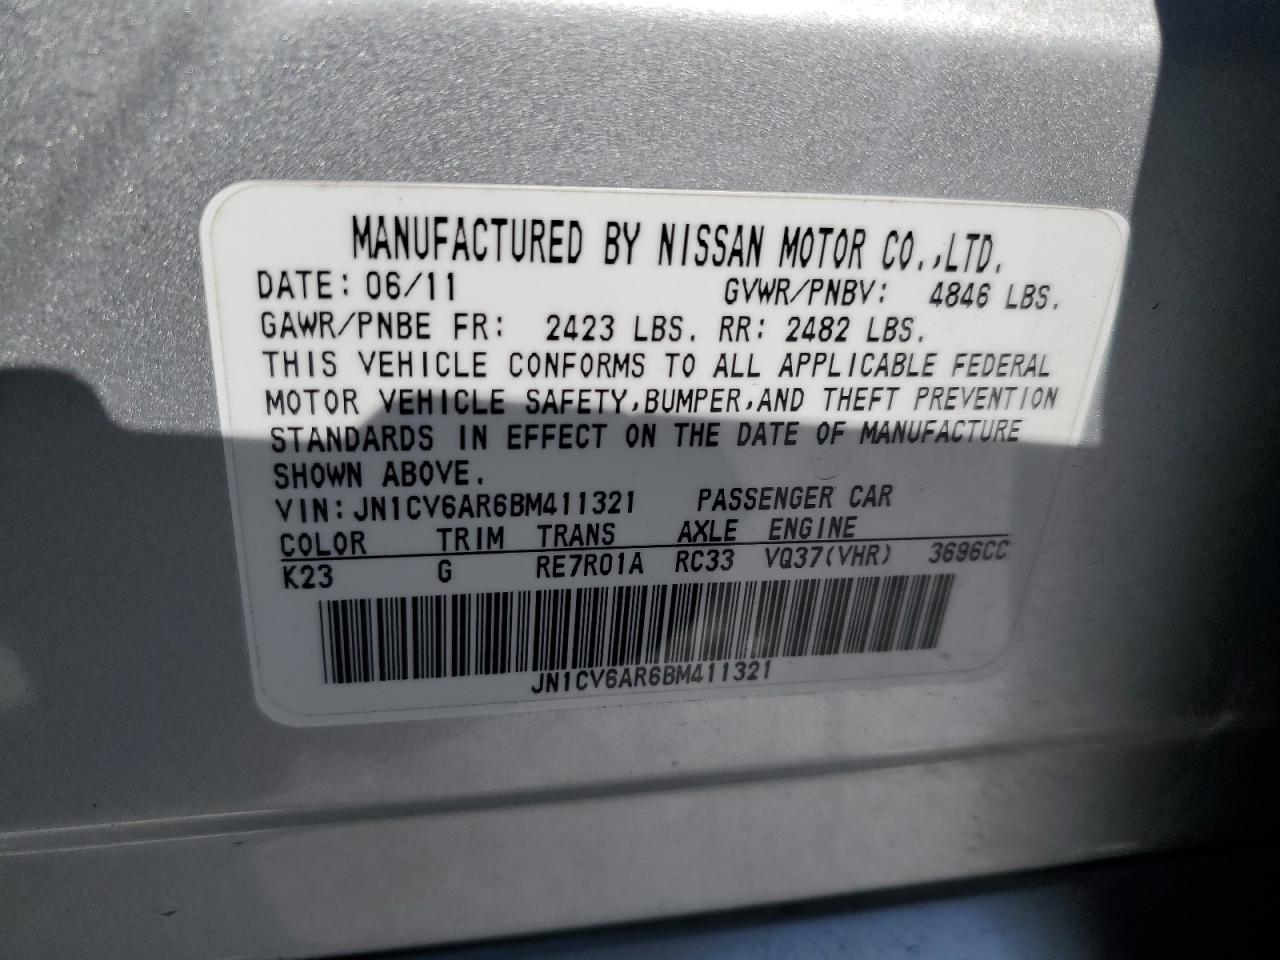 MANUFACTURED BY NISSAN MOTOR CO.,LTD.
DATE: 06/11 GVWR/PNBV: 4846 LBS.
GAWR/PNBE FR: 2423 LBS. RR: 2482 LBS.
THIS VEHICLE CONFORMS TO ALL APPLICABLE FEDERAL
MOTOR VEHICLE SAFETY,BUMPER,AND THEFT PREVENTION
STANDARDS IN EFFECT ON THE DATE OF MANUFACTURE
SHOWN ABOVE.
VIN:JN1CV6AR6BM411321 PASSENGER CAR
COLOR TRIM TRANS AXLE ENGINE
K23 G RE7R01A RC33 VQ37(VHR) 3696CC
JN1CV6AR6BM411321